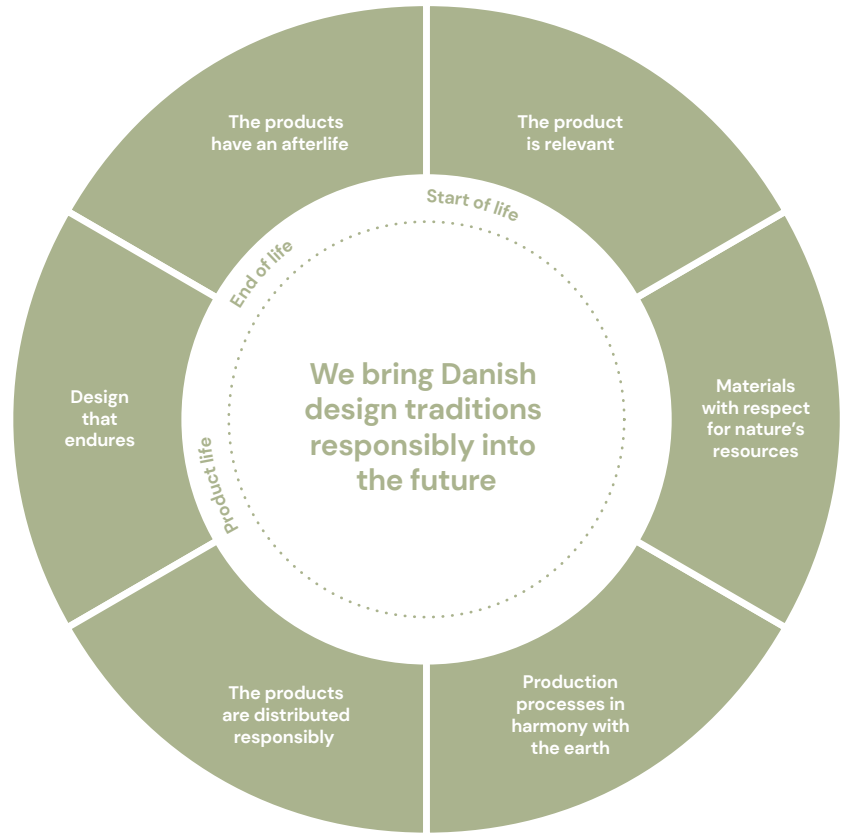 The products
have an afterlife
The product
is relevant
Start of life
End of life
We bring Danish
design traditions
responsibly into
the future
Materials
with respect
for nature’s
resources
Design
that
endures
Product life
The products
are distributed
responsibly
Production
processes in
harmony with
the earth